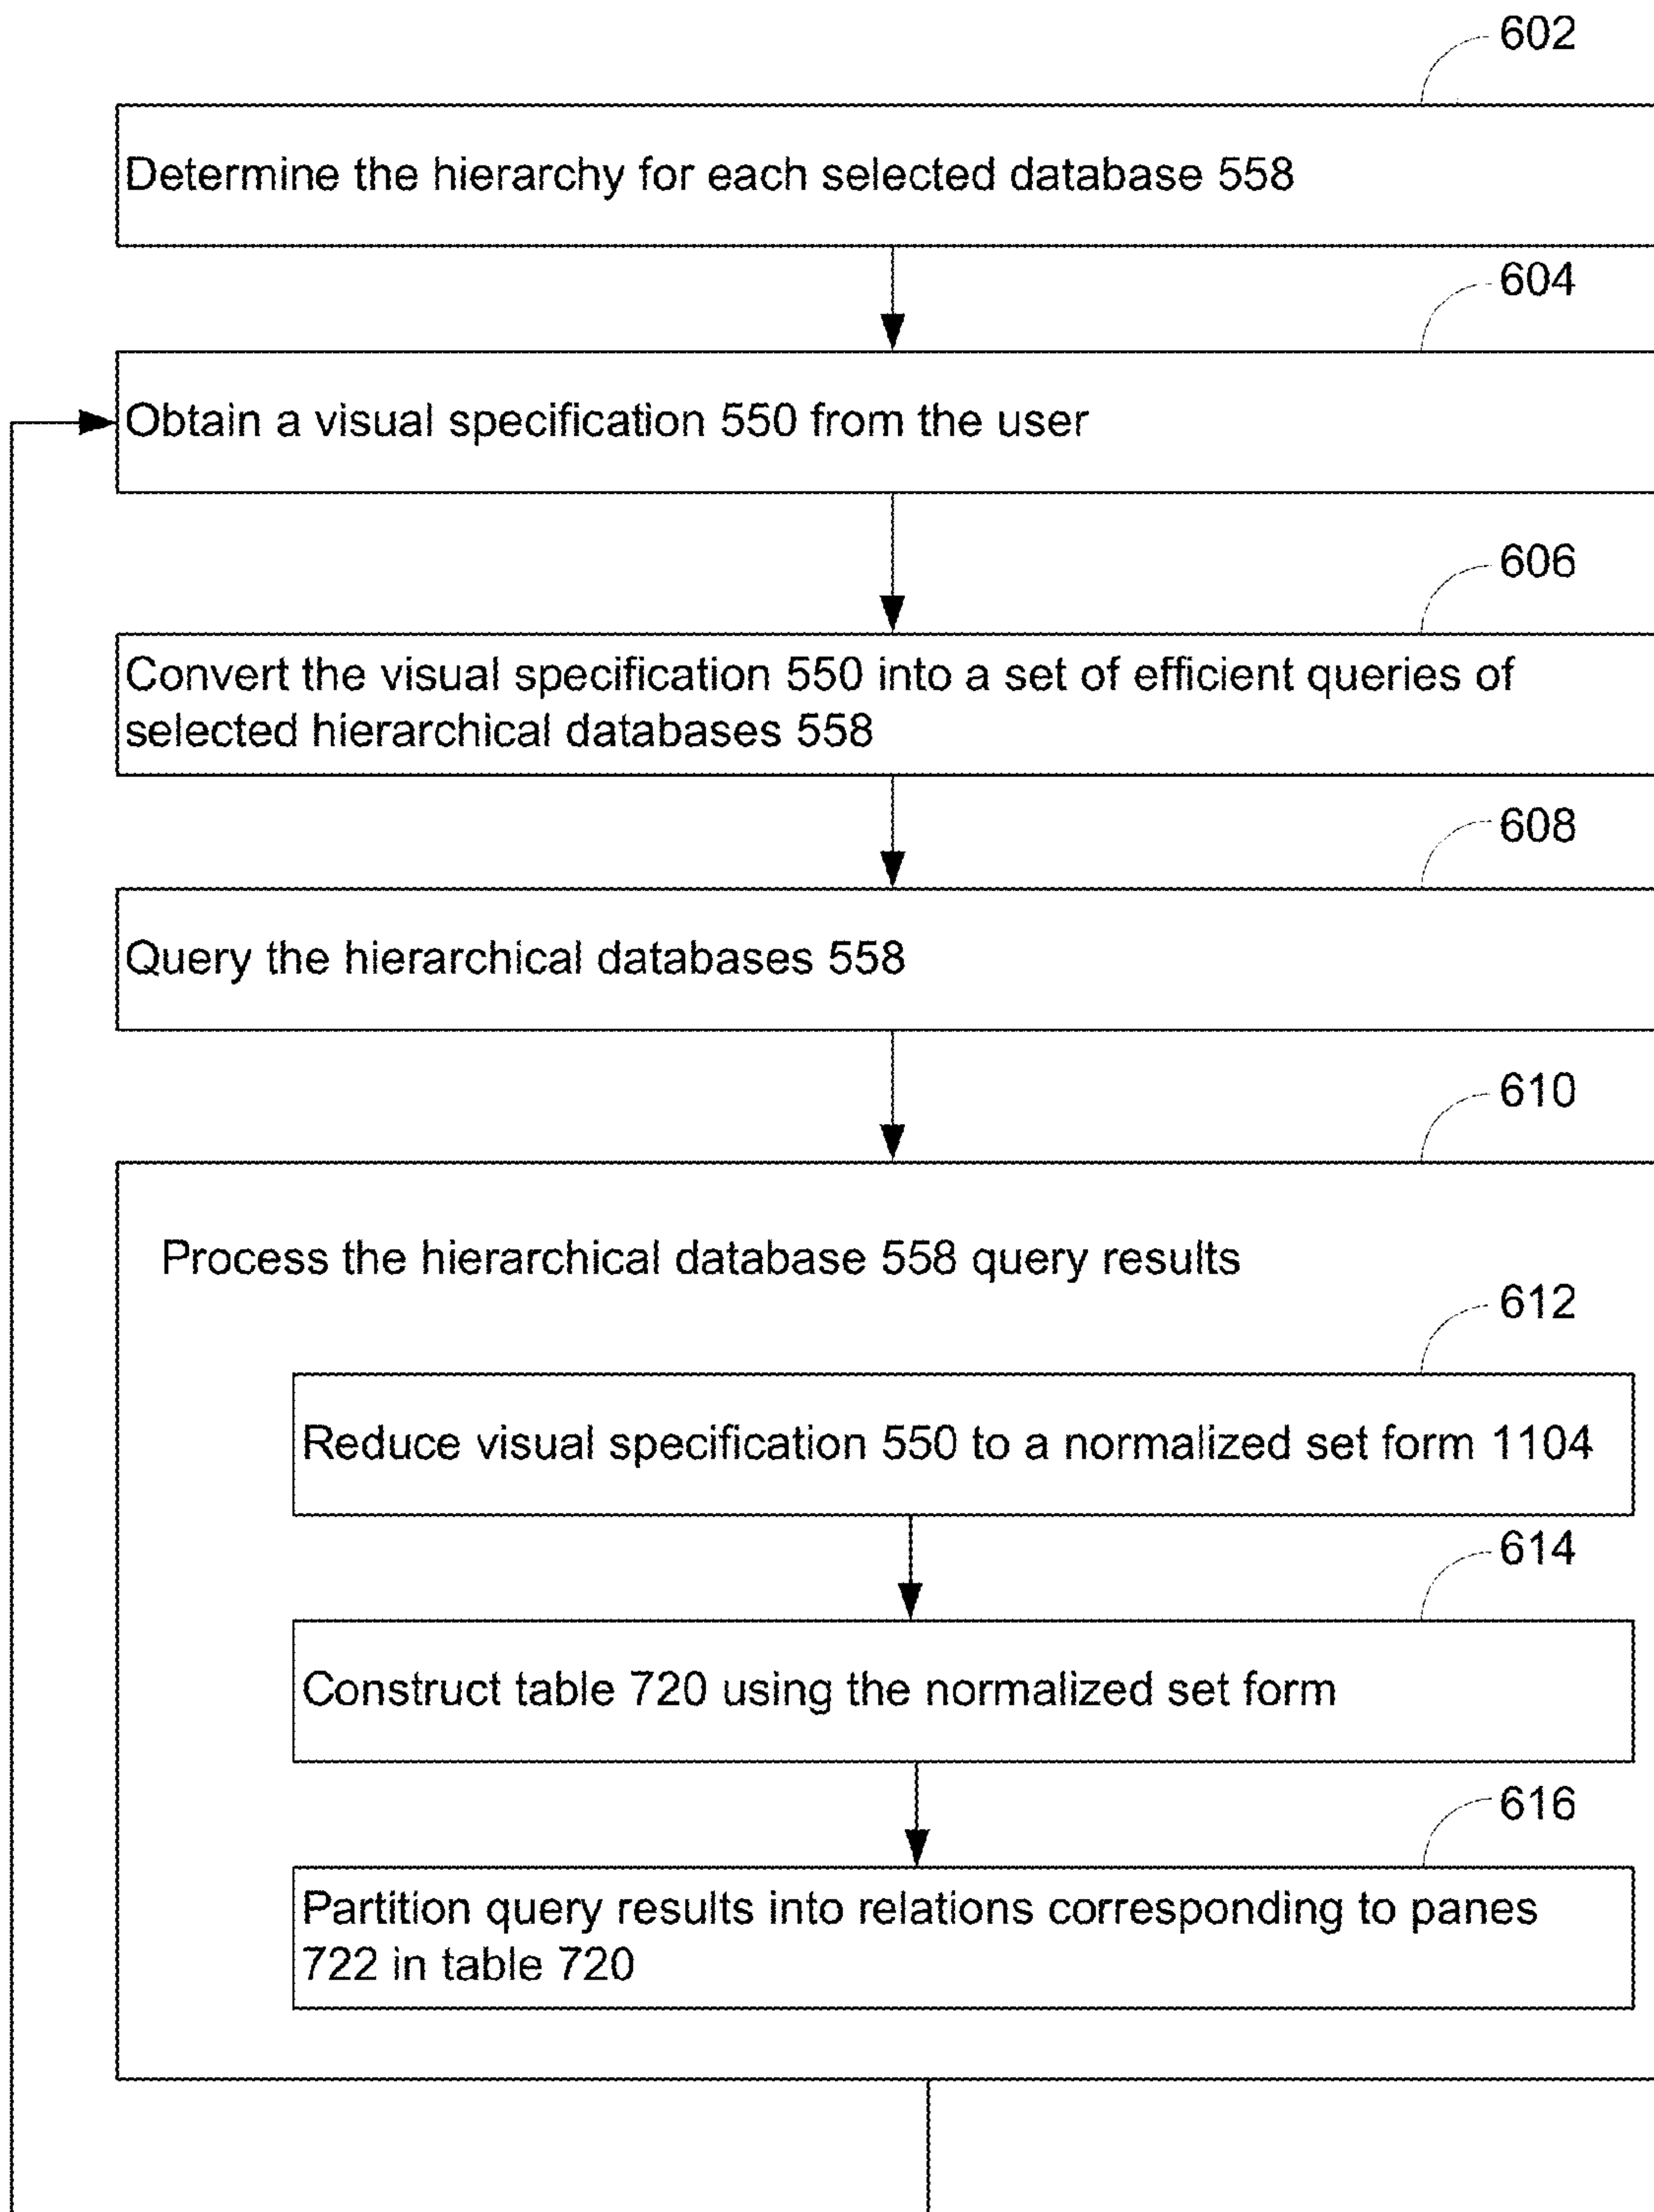 602
Determine the hierarchy for each selected database 558
604
Obtain a visual specification 550 from the user
606
Convert the visual specification 550 into a set of efficient queries of
selected hierarchical databases 558
608
Query the hierarchical databases 558
610
Process the hierarchical database 558 query results
612
Reduce visual specification 550 to a normalized set form 1104
614
Construct table 720 using the normalized set form
616
Partition query results into relations corresponding to panes
722 in table 720